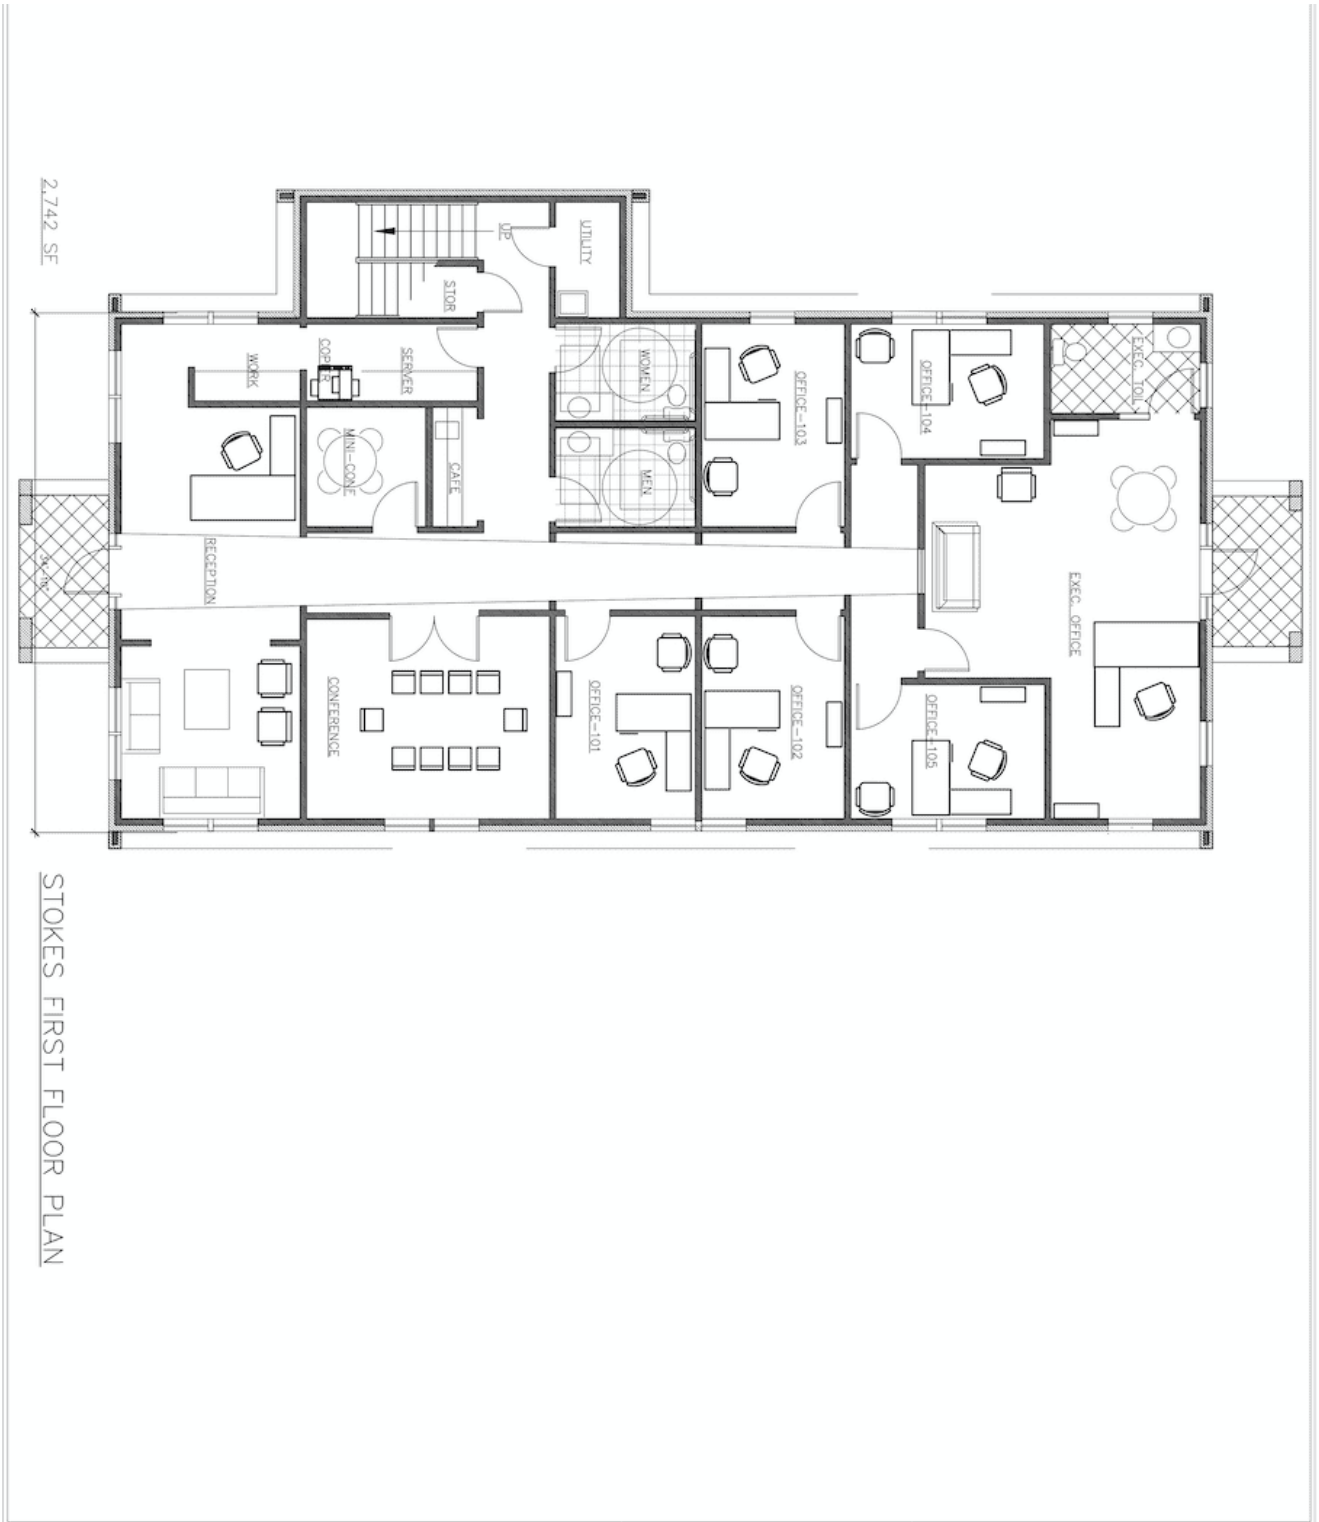 2,742 SF
UP
UTILITY
STOR
WORK
COPIER
SERVER
WOMEN
OFFICE-103
OFFICE-104
EXEC. TOIL
MINI-CONF
CAFE
MEN
RECEPTION
EXEC. OFFICE
CONFERENCE
OFFICE-101
OFFICE-102
OFFICE-105
STOKES FIRST FLOOR PLAN